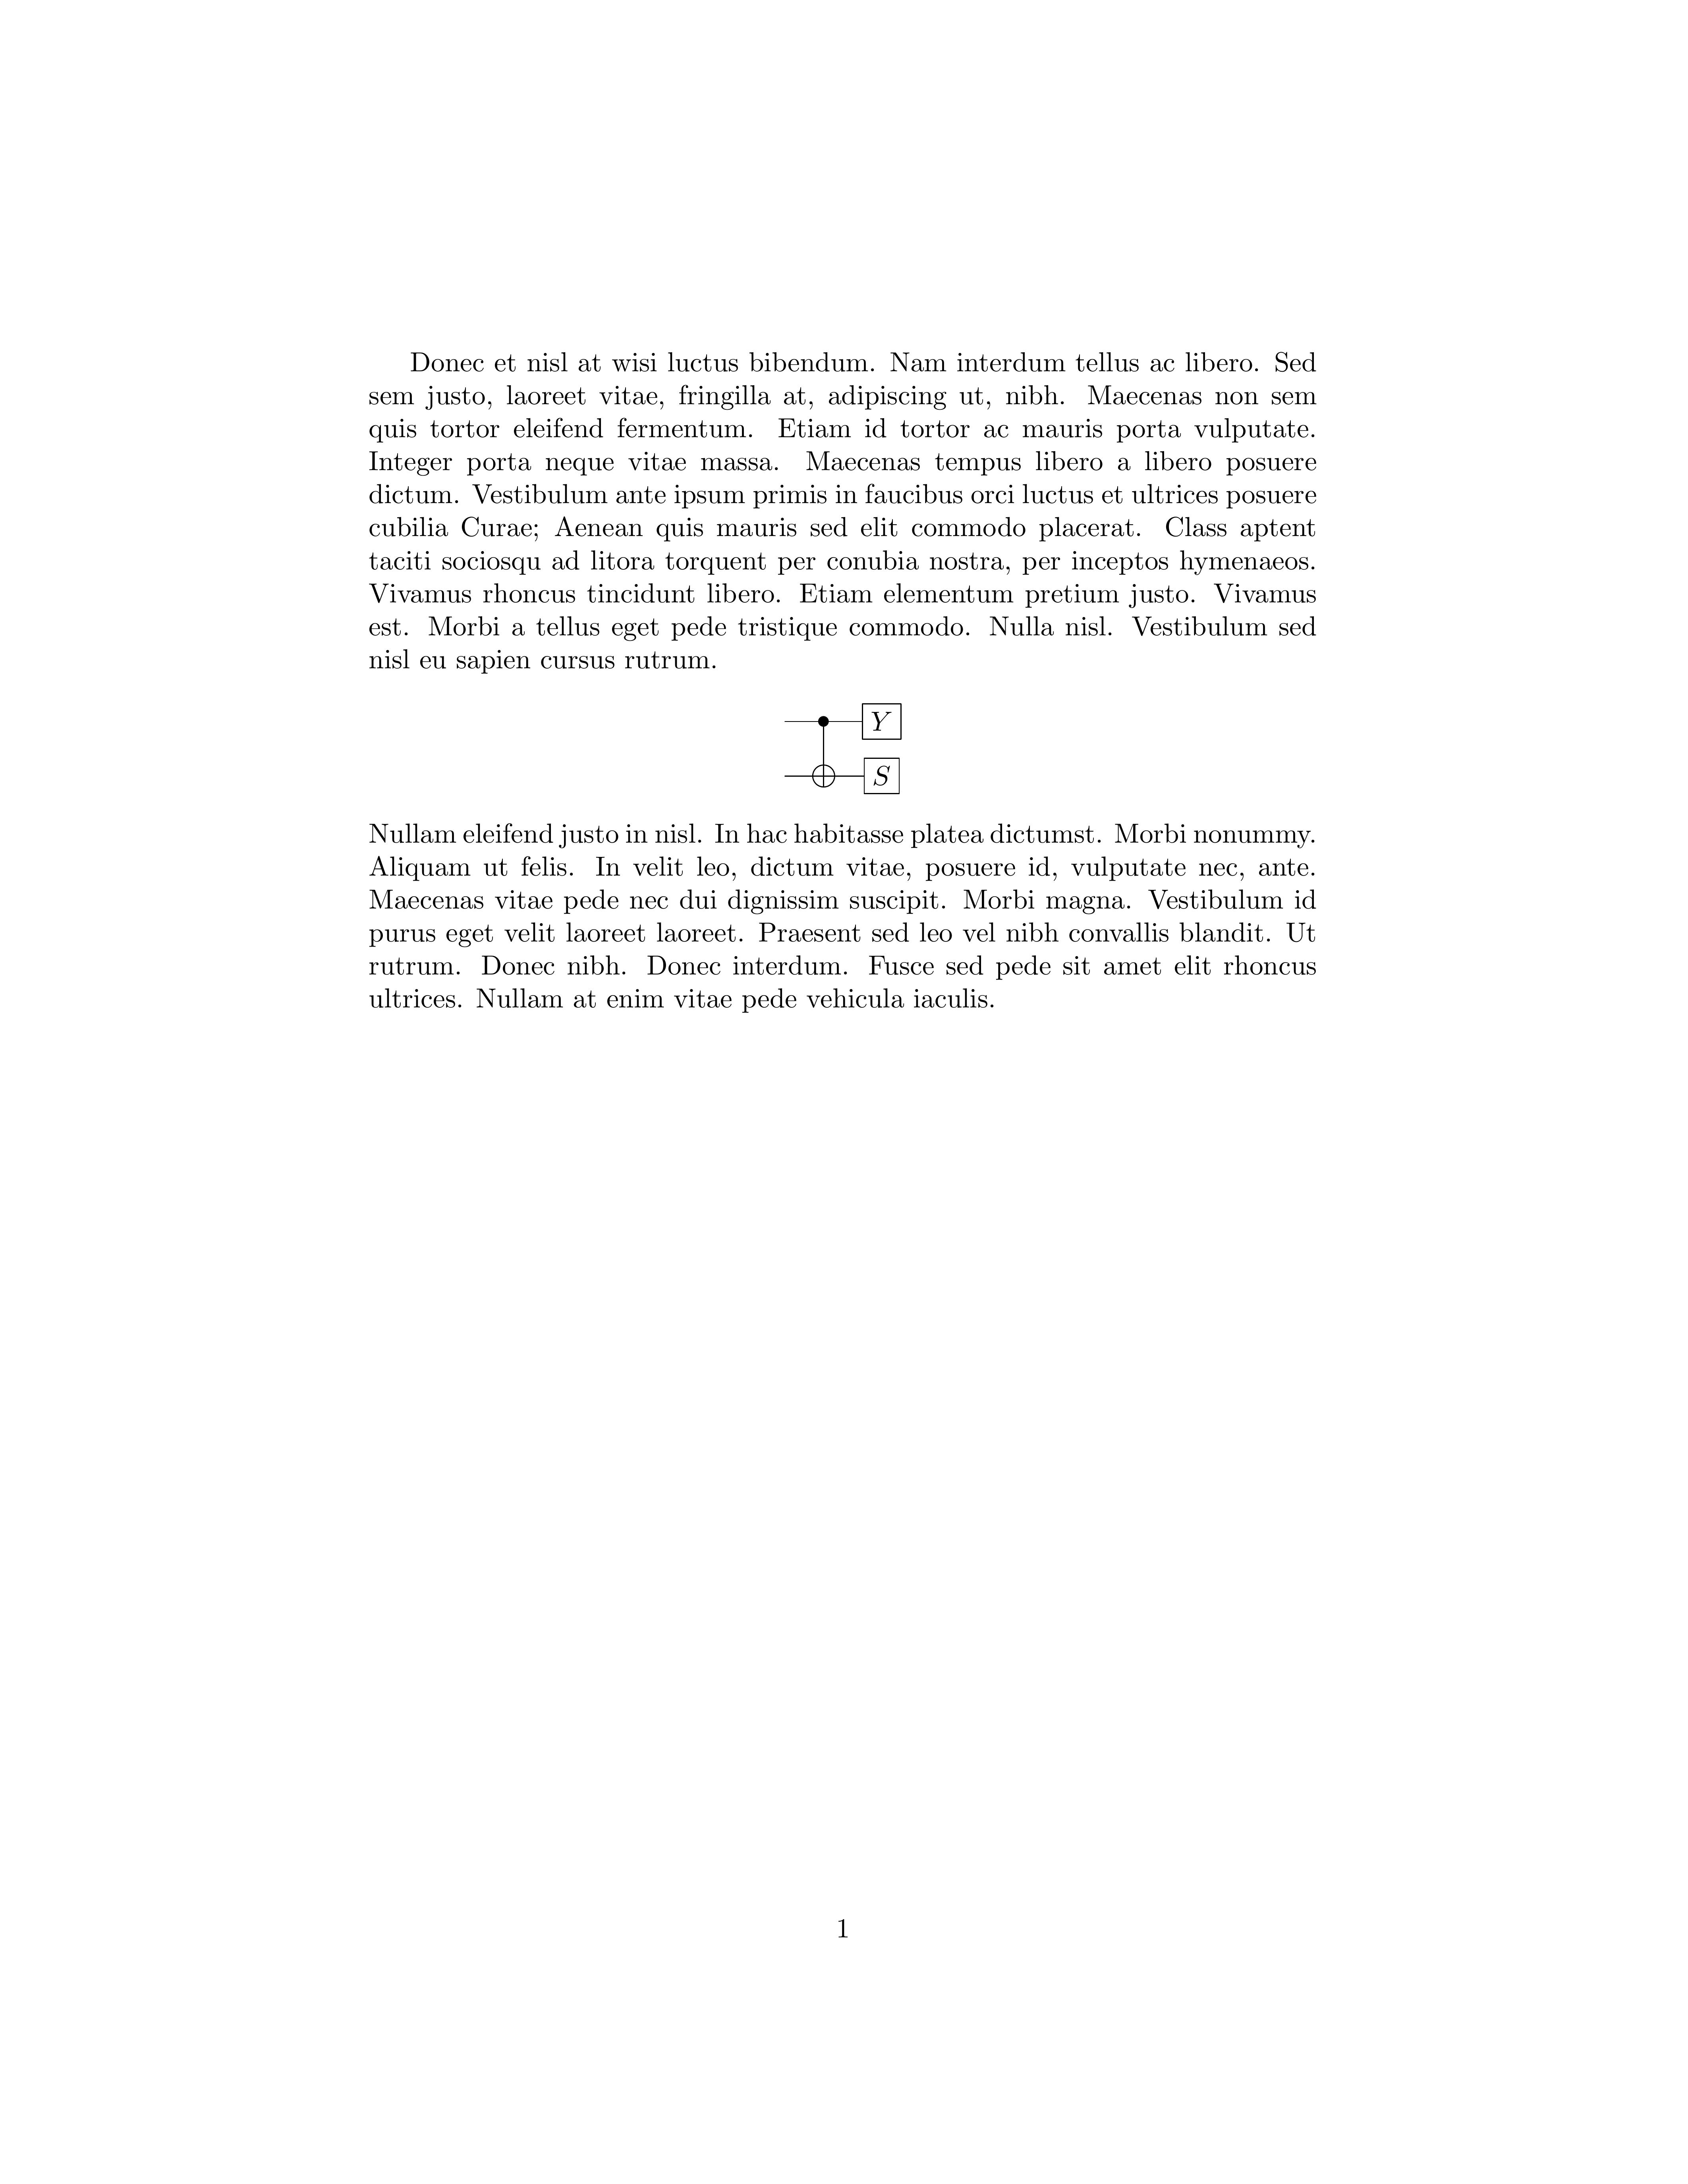 Donec et nisl at wisi luctus bibendum. Nam interdum tellus ac libero. Sed
sem justo, laoreet vitae, fringilla at, adipiscing ut, nibh. Maecenas non sem
quis tortor eleifend fermentum. Etiam id tortor ac mauris porta vulputate.
Integer porta neque vitae massa. Maecenas tempus libero a libero posuere
dictum. Vestibulum ante ipsum primis in faucibus orci luctus et ultrices posuere
cubilia Curae; Aenean quis mauris sed elit commodo placerat. Class aptent
taciti sociosqu ad litora torquent per conubia nostra, per inceptos hymenaeos.
Vivamus rhoncus tincidunt libero. Etiam elementum pretium justo. Vivamus
est. Morbi a tellus eget pede tristique commodo. Nulla nisl. Vestibulum sed
nisl eu sapien cursus rutrum.
Y
S
Nullam eleifend justo in nisl. In hac habitasse platea dictumst. Morbi nonummy.
Aliquam ut felis. In velit leo, dictum vitae, posuere id, vulputate nec, ante.
Maecenas vitae pede nec dui dignissim suscipit. Morbi magna. Vestibulum id
purus eget velit laoreet laoreet. Praesent sed leo vel nibh convallis blandit. Ut
rutrum. Donec nibh. Donec interdum. Fusce sed pede sit amet elit rhoncus
ultrices. Nullam at enim vitae pede vehicula iaculis.
1